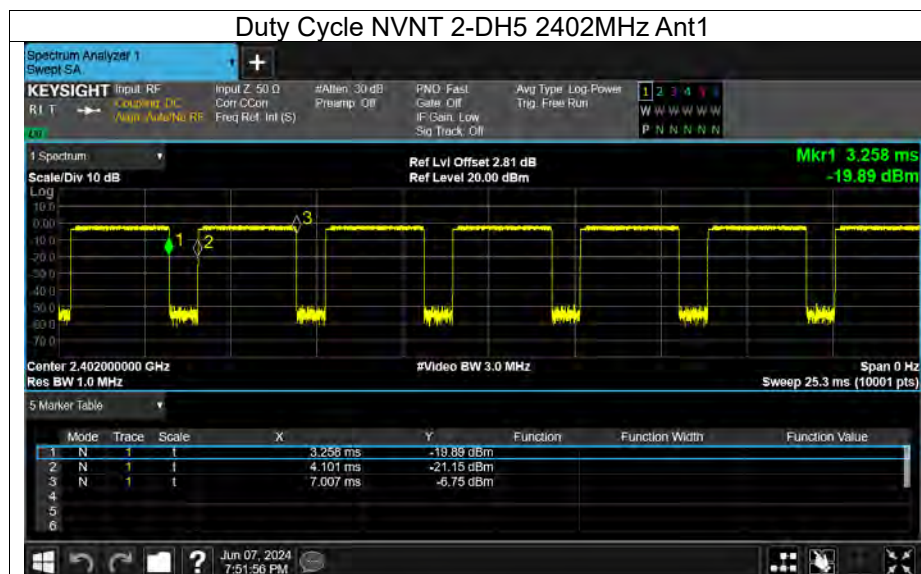 Duty Cycle NVNT 2-DH5 2402MHz Ant1
Spectrum Analyzer 1
Swept SA
+
KEYSIGHT Input: RF Input Z: 50 Ω #Atten: 30 dB PNO: Fast Avg Type: Log-Power 1 2 3 4 5 6
RLT Coupling: DC Corr CCorr Preamp: Off Gate: Off Trig: Free Run W W W W W W
Align: Auto/No RF Freq Ref: Int (S) IF Gain: Low
Sig Track: Off P N N N N N
1 Spectrum
Ref Lvl Offset 2.81 dB Mkr1 3.258 ms
Scale/Div 10 dB Ref Level 20.00 dBm -19.89 dBm
Log
10.0
0.00
-10.0
-20.0
-30.0
-40.0
-50.0
-60.0
-70.0
1
2
3
Center 2.402000000 GHz #Video BW 3.0 MHz Span 0 Hz
Res BW 1.0 MHz Sweep 25.3 ms (10001 pts)
5 Marker Table
Mode Trace Scale X Y Function Function Width Function Value
1 N 1 t 3.258 ms -19.89 dBm
2 N 1 t 4.101 ms -21.15 dBm
3 N 1 t 7.007 ms -6.75 dBm
4
5
6
?
Jun 07, 2024
7:51:56 PM